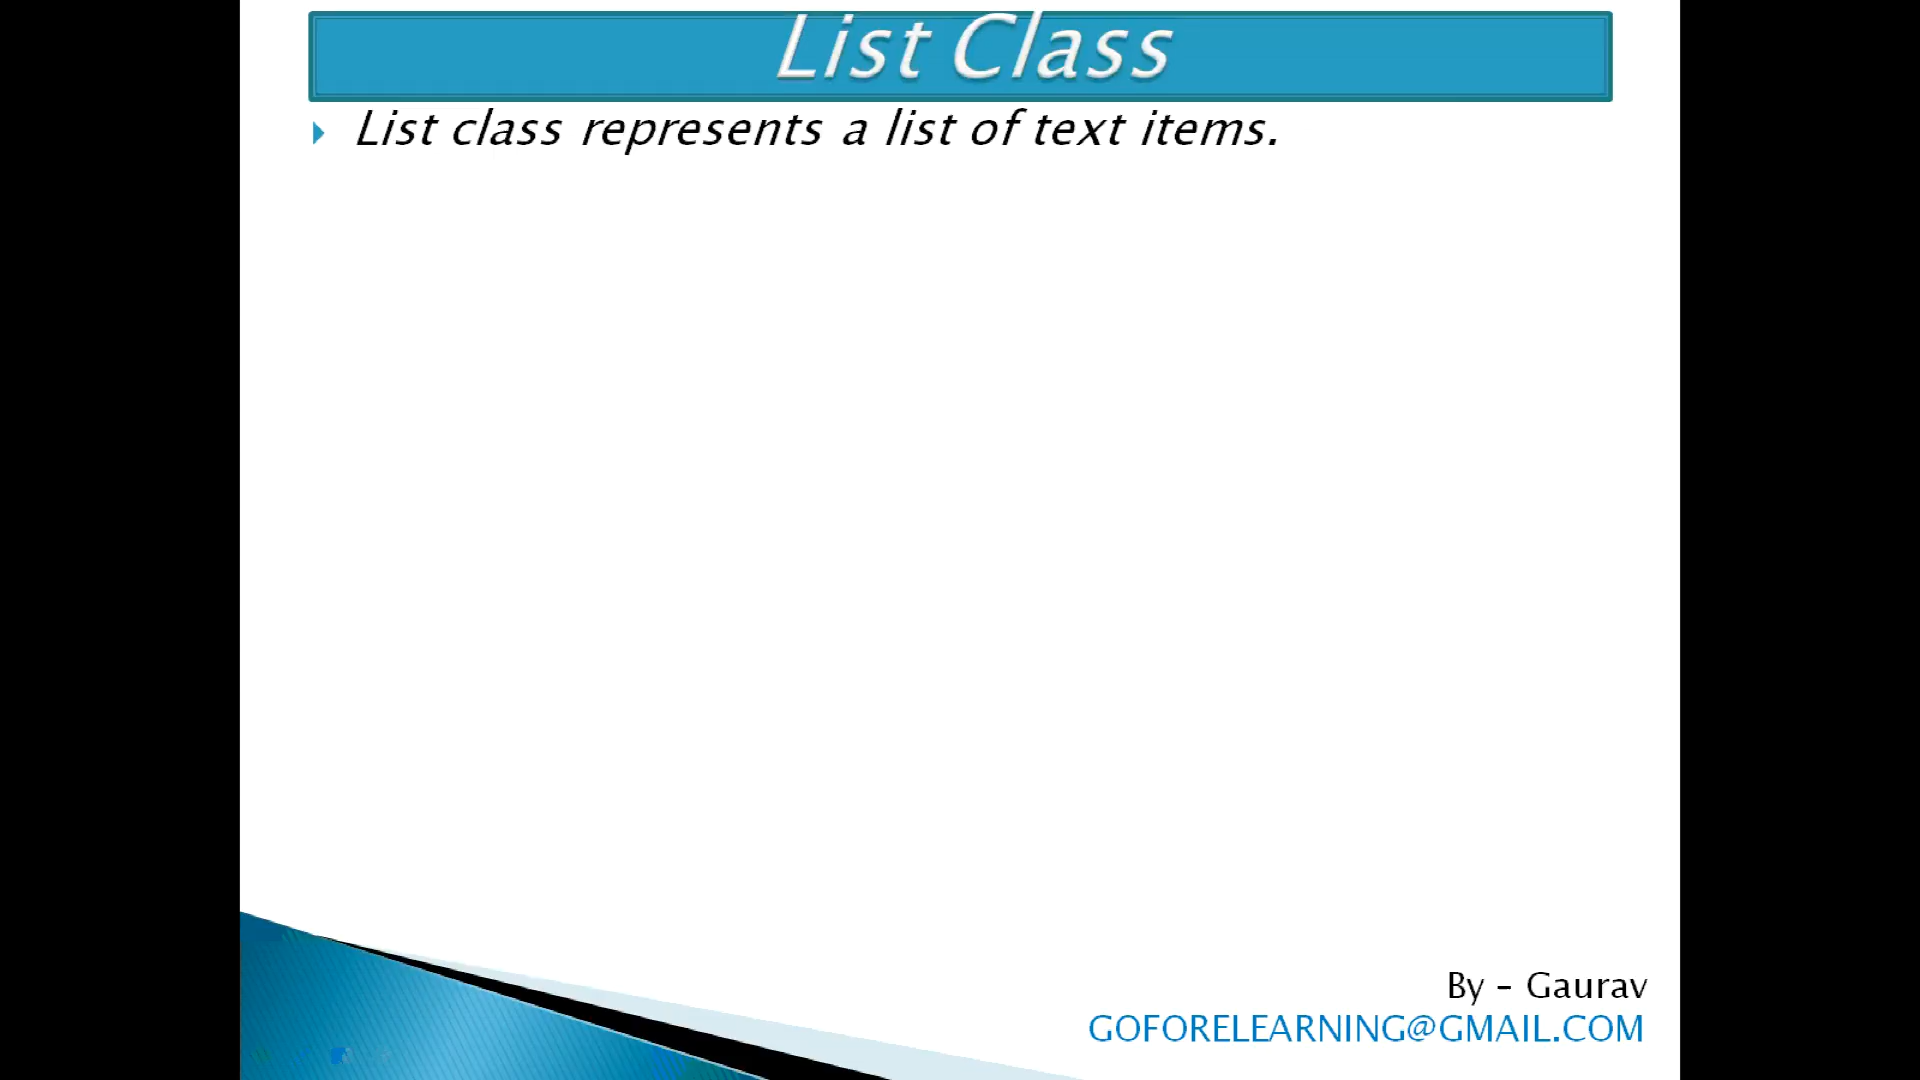 List Class
List class represents a list of text items.
By - Gaurav
GOFORELEARNING@GMAIL.COM